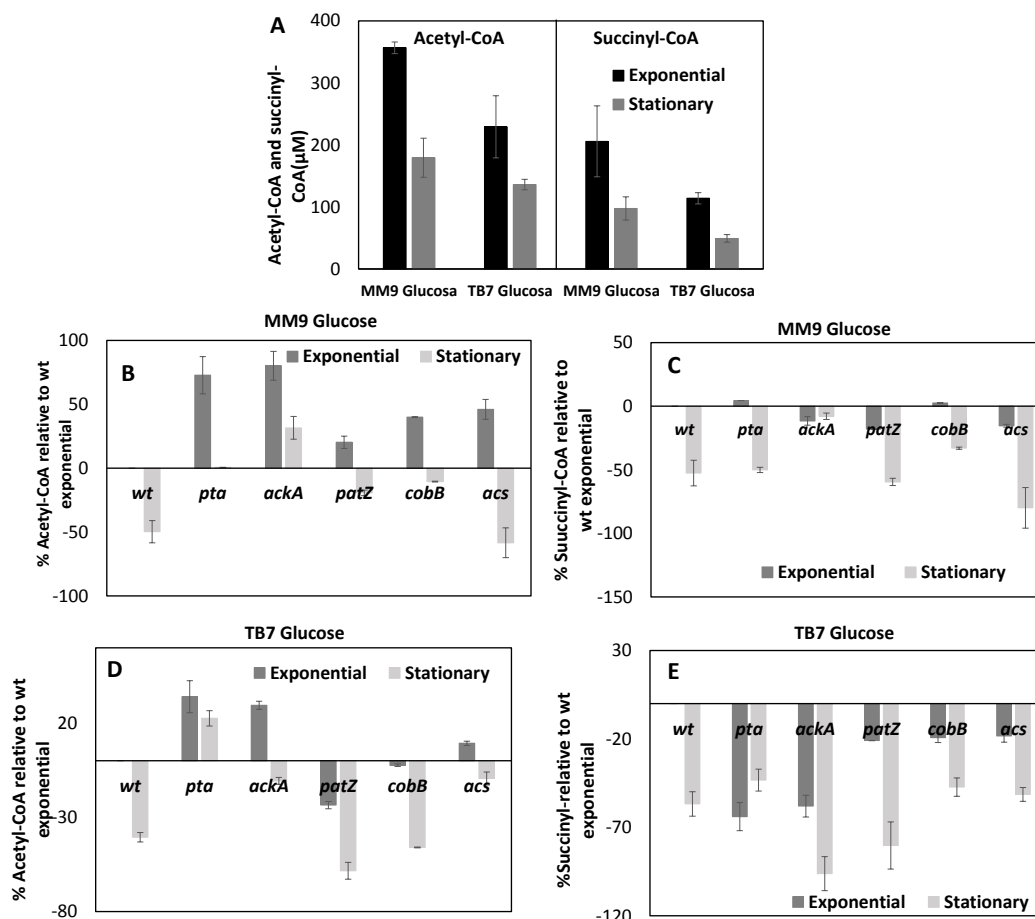 A
Acetyl-CoA and succinyl-
CoA(µM)
400
300
200
100
0
Acetyl-CoA
Succinyl-CoA
Exponential
Stationary
MM9 Glucosa TB7 Glucosa MM9 Glucosa TB7 Glucosa
MM9 Glucose
B
% Acetyl-CoA relative to wt
exponential
100
50
0
-50
-100
Exponential Stationary
wt pta ackA patZ cobB acs
MM9 Glucose
C
% Suuccinyl-CoA relative to
wt exponential
50
0
-50
-100
-150
wt pta ackA patZ cobB acs
Exponential Stationary
TB7 Glucose
D
% Acetyl-CoA relative to wt
exponential
20
-30
-80
Exponential Stationary
wt pta ackA patZ cobB acs
TB7 Glucose
E
%Succinyl-relative to wt
exponential
30
-20
-70
-120
wt pta ackA patZ cobB acs
Exponential Stationary